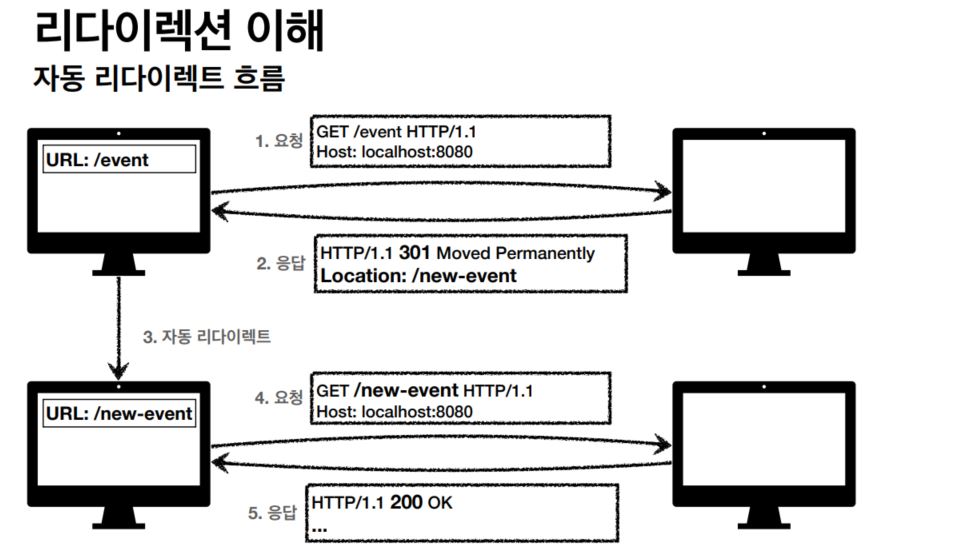 리다이렉션 이해
자동 리다이렉트 흐름
URL: /event
1. 요청
GET /event HTTP/1.1
Host: localhost:8080
2. 응답
HTTP/1.1 301 Moved Permanently
Location: /new-event
3. 자동 리다이렉트
URL: /new-event
4. 요청
GET /new-event HTTP/1.1
Host: localhost:8080
5. 응답
HTTP/1.1 200 OK
...